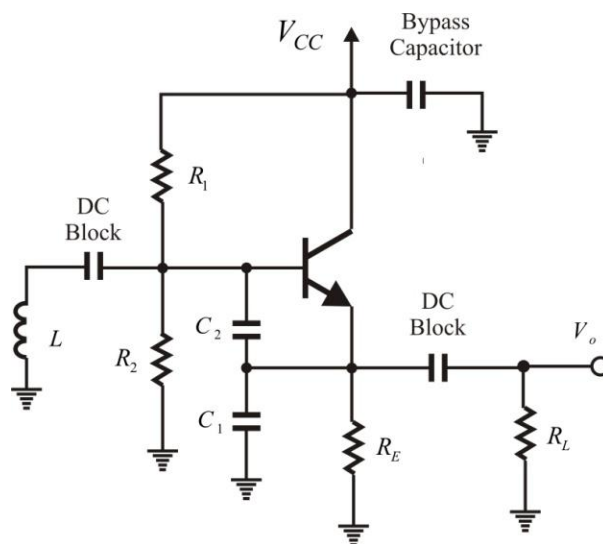 Bypass
Capacitor
V_CC
R_1
DC
Block
L
R_2
C_2
C_1
DC
Block
V_o
R_E
R_L